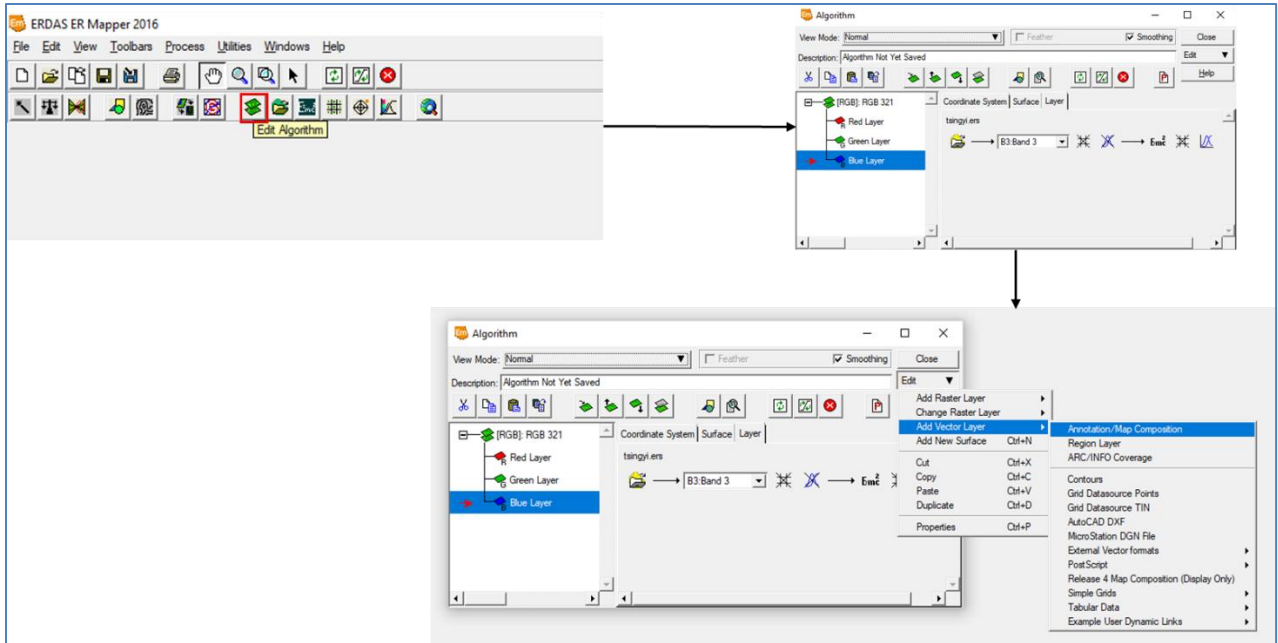 ERDAS ER Mapper 2016
File Edit View Toolbars Process Utilities Windows Help
Edit Algorithm
Algorithm
View Mode: Normal Feather Smoothing Close
Description: Algorithm Not Yet Saved Edit
Help
[RGB]: RGB 321 Coordinate System Surface Layer
Red Layer tsingyi.ers
Green Layer B3:Band 3 Emc²
Blue Layer
Algorithm
View Mode: Normal Feather Smoothing Close
Description: Algorithm Not Yet Saved Edit
Add Raster Layer
Change Raster Layer
Add Vector Layer
Add New Surface Ctrl+N
Cut Ctrl+X
Copy Ctrl+C
Paste Ctrl+V
Duplicate Ctrl+D
Properties Ctrl+P
Annotation/Map Composition
Region Layer
ARC/INFO Coverage
Contours
Grid Datasource Points
Grid Datasource TIN
AutoCAD DXF
MicroStation DGN File
External Vector formats
PostScript
Release 4 Map Composition (Display Only)
Simple Grids
Tabular Data
Example User Dynamic Links
[RGB]: RGB 321 Coordinate System Surface Layer
Red Layer tsingyi.ers
Green Layer B3:Band 3 Emc²
Blue Layer